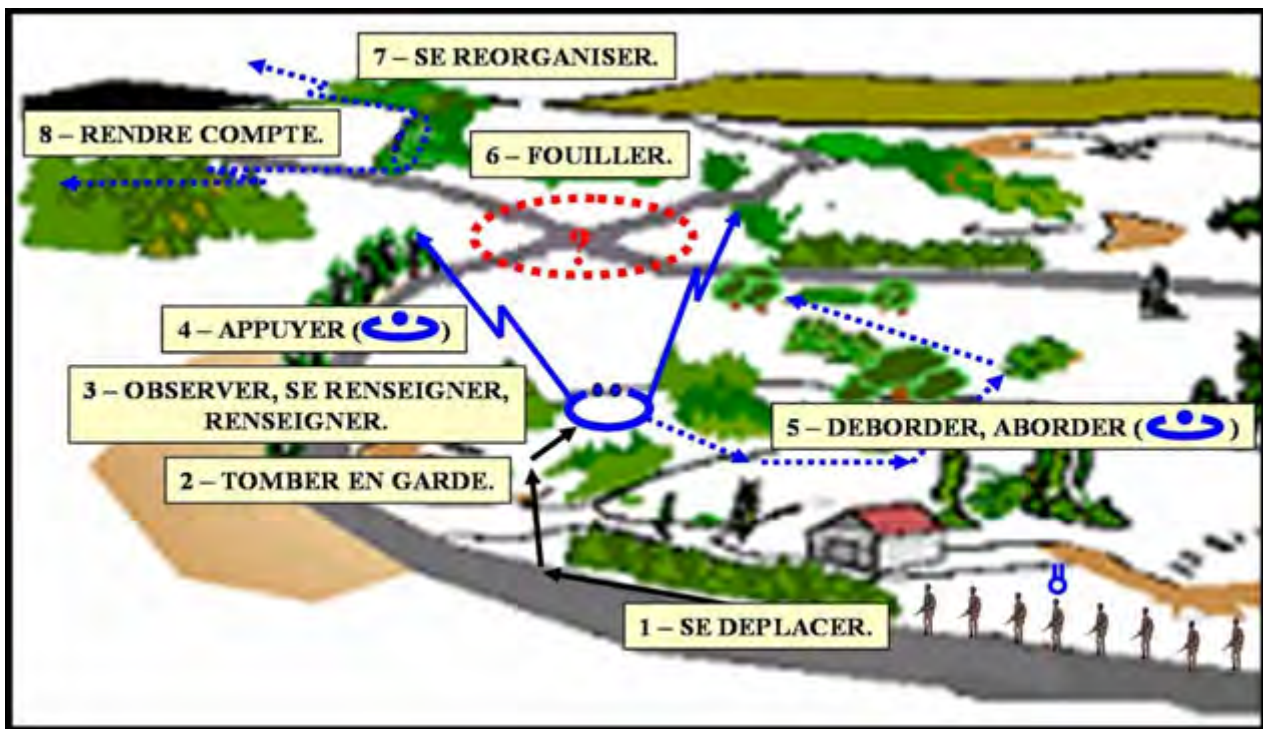 7 – SE REORGANISER.
8 – RENDRE COMPTE.
6 – FOUILLER.
?
4 – APPUYER ( )
3 – OBSERVER, SE RENSEIGNER,
RENSEIGNER.
5 – DEBORDER, ABORDER ( )
2 – TOMBER EN GARDE.
1 – SE DEPLACER.